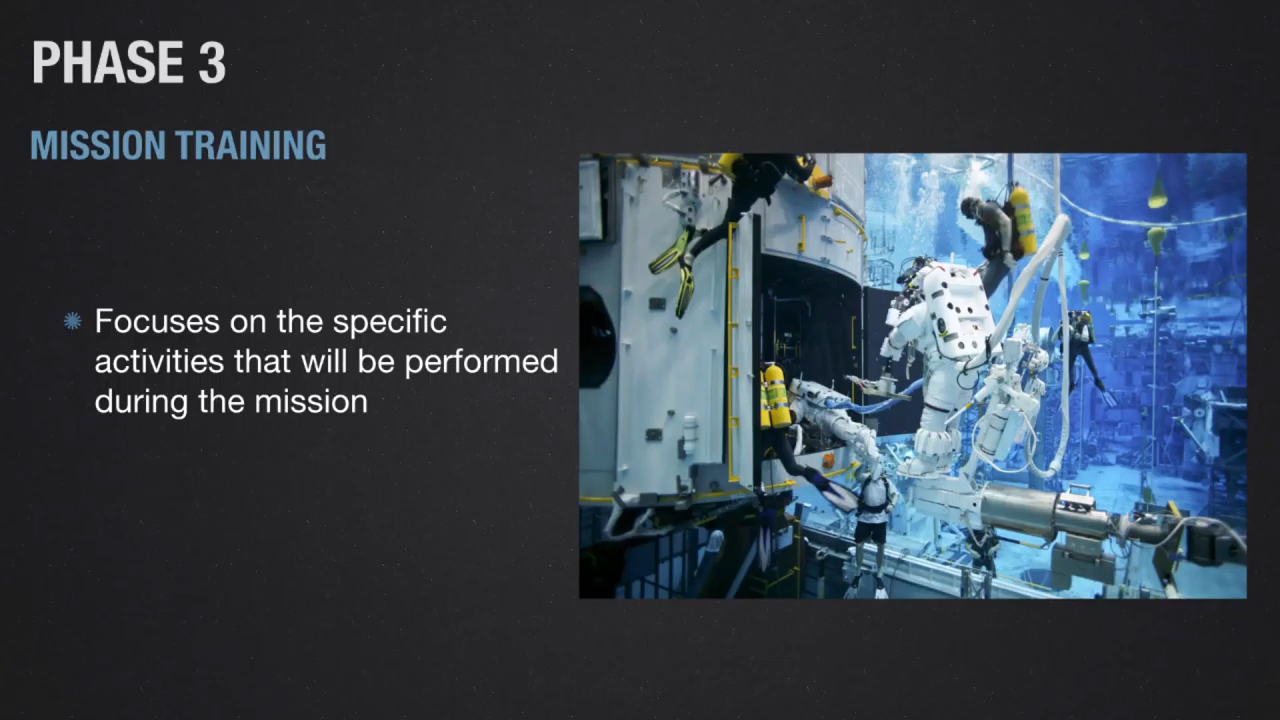 PHASE 3
MISSION TRAINING
Focuses on the specific
activities that will be performed
during the mission